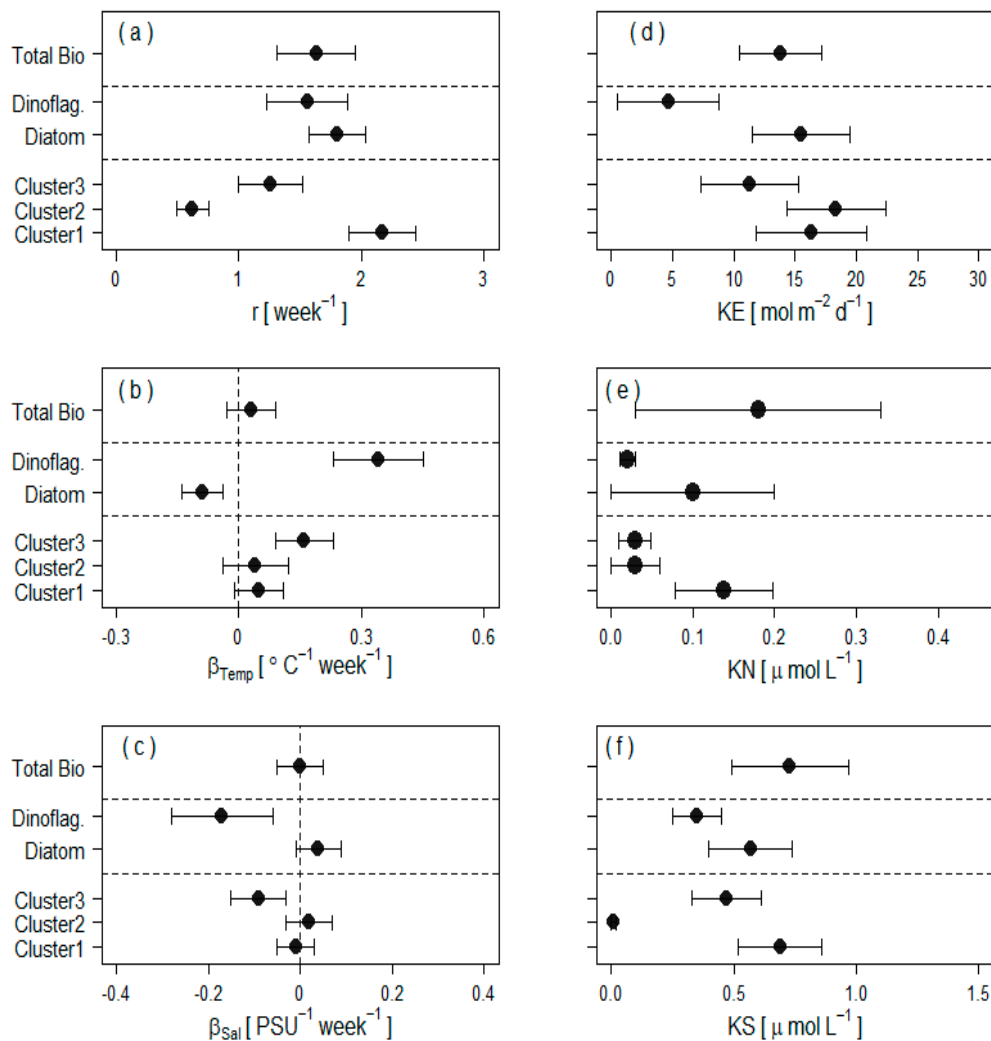 ( a )
Total Bio
Dinoflag.
Diatom
Cluster3
Cluster2
Cluster1
0 1 2 3
r [ week⁻¹ ]
( d )
0 5 10 15 20 25 30
KE [ mol m⁻² d⁻¹ ]
( b )
Total Bio
Dinoflag.
Diatom
Cluster3
Cluster2
Cluster1
-0.3 0 0.3 0.6
β_Temp [ ° C⁻¹ week⁻¹ ]
( e )
0.0 0.1 0.2 0.3 0.4
KN [ μ mol L⁻¹ ]
( c )
Total Bio
Dinoflag.
Diatom
Cluster3
Cluster2
Cluster1
-0.4 -0.2 0 0.2 0.4
β_Sal [ PSU⁻¹ week⁻¹ ]
( f )
0.0 0.5 1.0 1.5
KS [ μ mol L⁻¹ ]